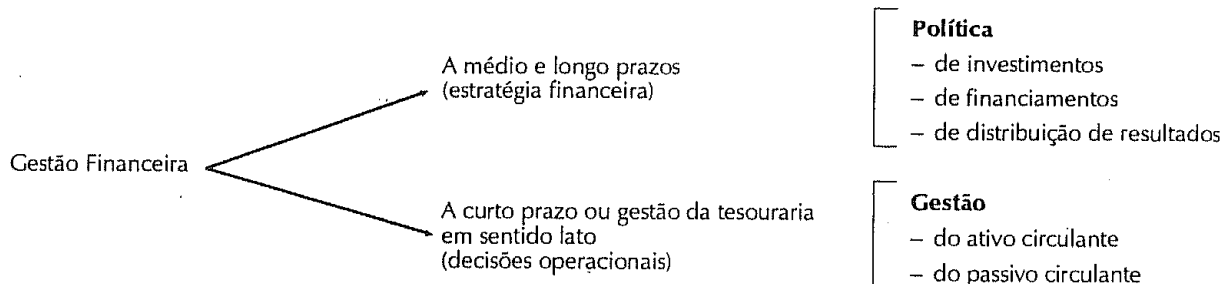 Gestão Financeira
A médio e longo prazos
(estratégia financeira)
Política
– de investimentos
– de financiamentos
– de distribuição de resultados
A curto prazo ou gestão da tesouraria
em sentido lato
(decisões operacionais)
Gestão
– do ativo circulante
– do passivo circulante